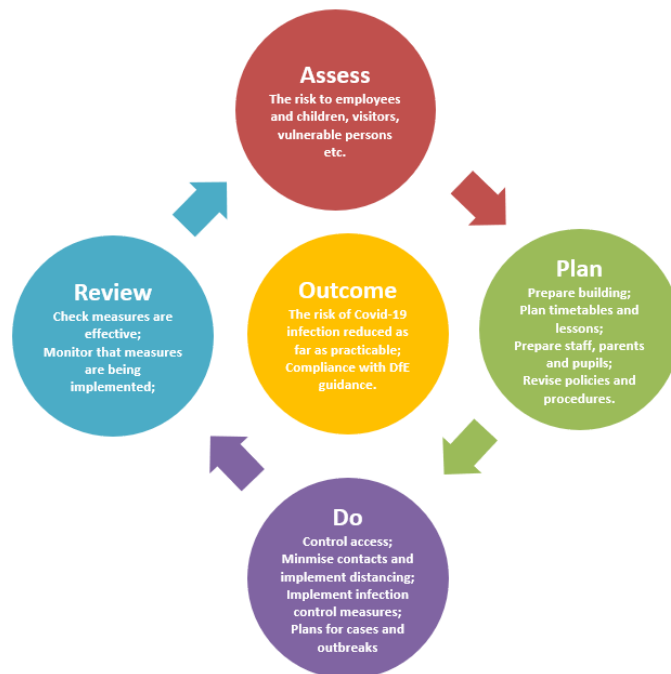 Assess
The risk to employees
and children, visitors,
vulnerable persons
etc.
Plan
Prepare building;
Plan timetables and
lessons;
Prepare staff, parents
and pupils;
Revise policies and
procedures.
Review
Check measures are
effective;
Monitor that measures
are being
implemented;
Outcome
The risk of Covid-19
infection reduced as
far as practicable;
Compliance with DfE
guidance.
Do
Control access;
Minmise contacts and
implement distancing;
Implement infection
control measures;
Plans for cases and
outbreaks